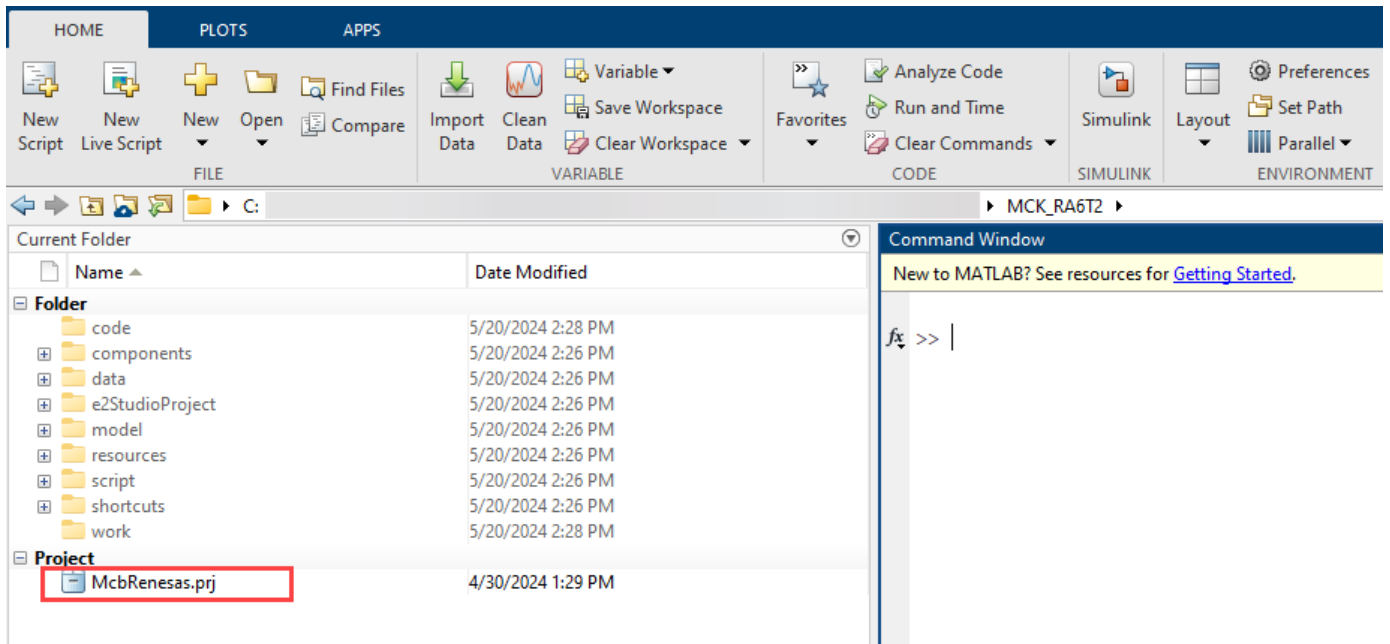 HOME PLOTS APPS
New Script
New Live Script
New
Open
Find Files
Compare
FILE
Import Data
Clean Data
Variable
Save Workspace
Clear Workspace
VARIABLE
Favorites
Analyze Code
Run and Time
Clear Commands
CODE
Simulink
SIMULINK
Layout
Preferences
Set Path
Parallel
ENVIRONMENT
C: MCK_RA6T2
Current Folder
Name Date Modified
Folder
code 5/20/2024 2:28 PM
components 5/20/2024 2:26 PM
data 5/20/2024 2:26 PM
e2StudioProject 5/20/2024 2:26 PM
model 5/20/2024 2:26 PM
resources 5/20/2024 2:26 PM
script 5/20/2024 2:26 PM
shortcuts 5/20/2024 2:26 PM
work 5/20/2024 2:28 PM
Project
McbRenesas.prj 4/30/2024 1:29 PM
Command Window
New to MATLAB? See resources for Getting Started.
fx >>